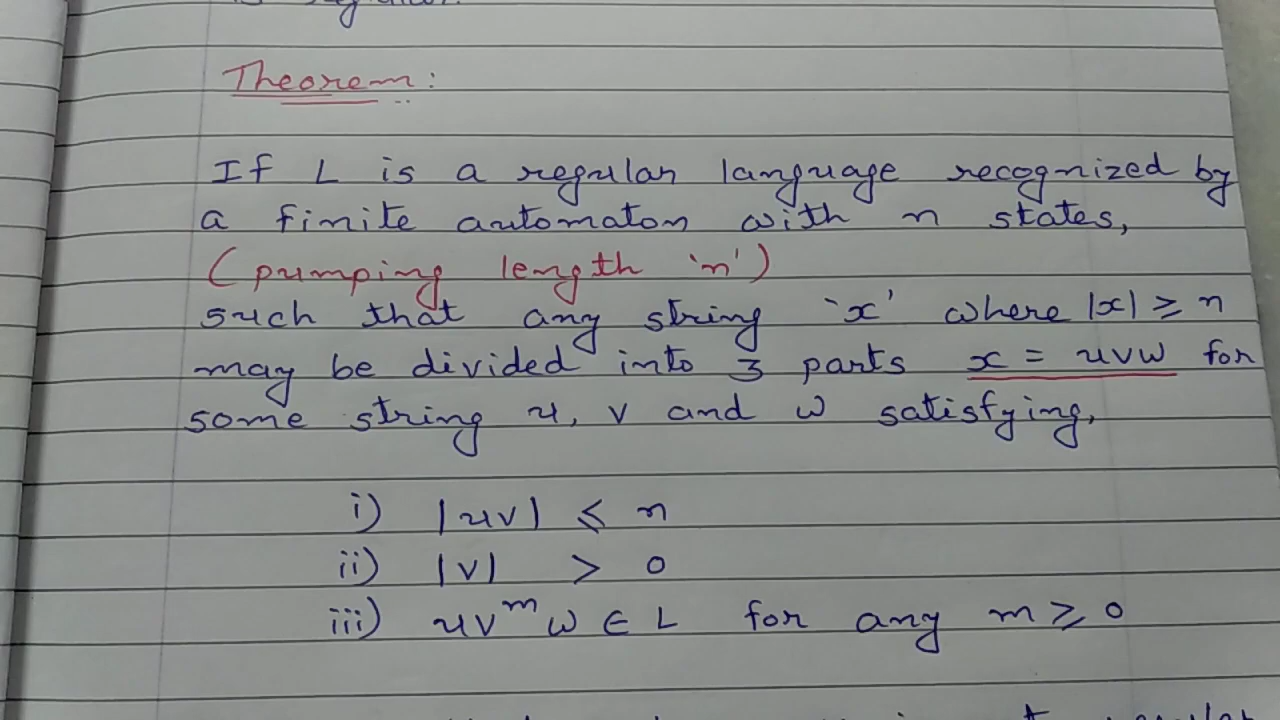 Theorem:
If L is a regular language recognized by
a finite automaton with n states,
(pumping length 'n')
such that any string 'x' where |x| ≥ n
may be divided into 3 parts x = uvw for
some string u, v and w satisfying,
i) |uv| ≤ n
ii) |v| > 0
iii) uv^m w ∈ L for any m ≥ 0